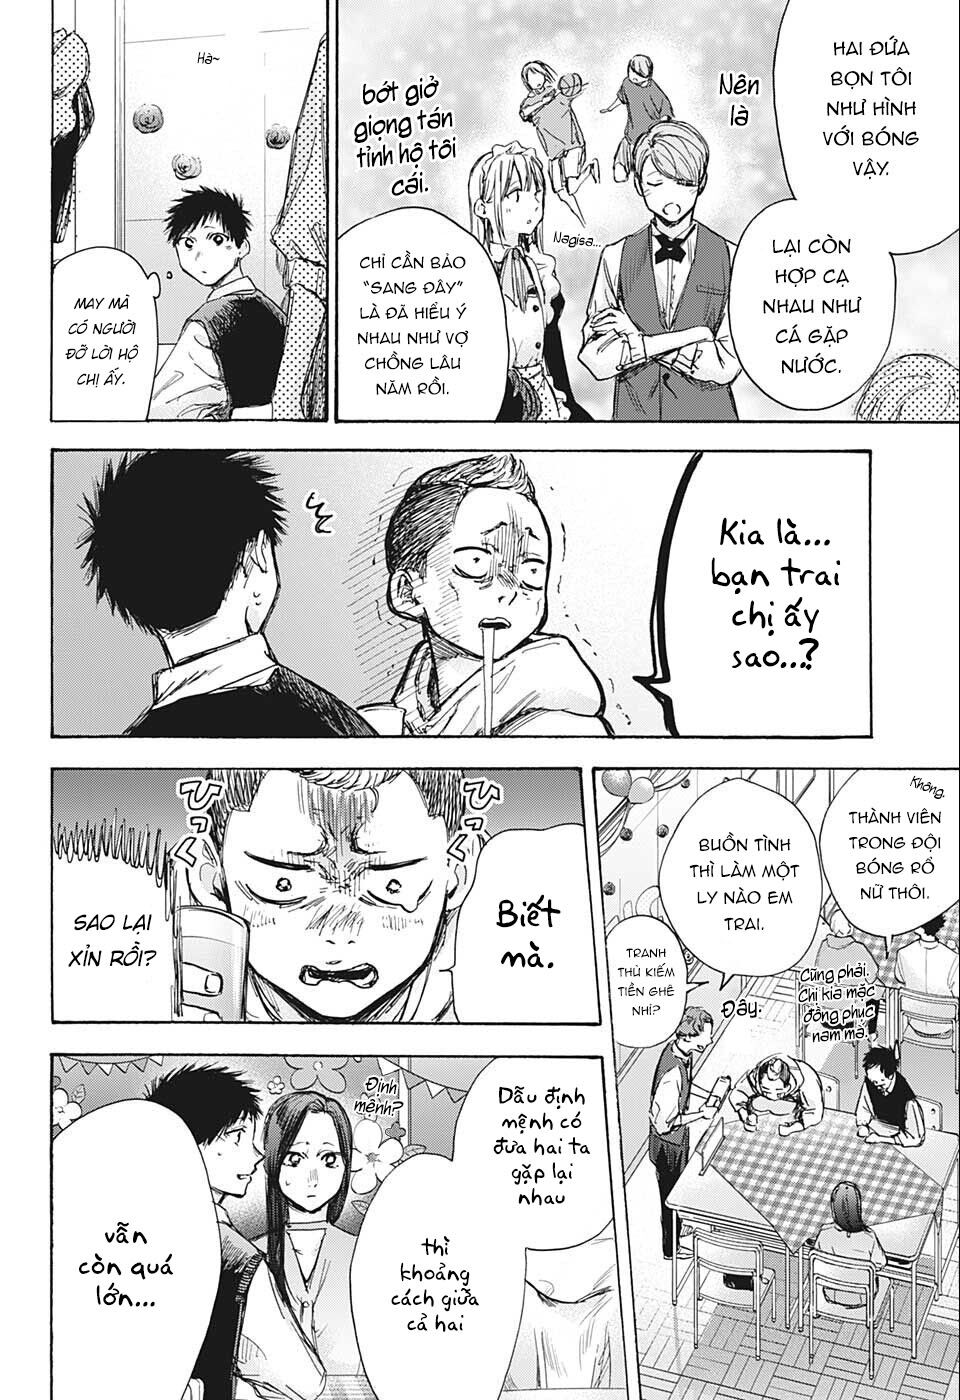 HAI ĐỨA
BỌN TÔI
NHƯ HÌNH
VỚI BÓNG
VẬY.
LẠI CÒN
HỢP CẠ
NHAU NHƯ
CÁ GẶP
NƯỚC.
Nên
là
bớt giở
giọng tán
tỉnh hộ tôi
cái.
Nagisa...
CHỈ CẦN BẢO
“SANG ĐÂY”
LÀ ĐÃ HIỂU Ý
NHAU NHƯ VỢ
CHỒNG LÂU
NĂM RỒI.
Hà~
MAY MÀ
CÓ NGƯỜI
ĐỠ LỜI HỘ
CHỊ ẤY.
Kia là...
bạn trai
chị ấy
sao...?
Không.
THÀNH VIÊN
TRONG ĐỘI
BÓNG RỔ
NỮ THÔI.
BUỒN TÌNH
THÌ LÀM MỘT
LY NÀO EM
TRAI.
Cũng phải.
Chị kia mặc
đồng phục
nam mà.
TRANH
THỦ KIẾM
TIỀN GHÊ
NHỈ?
Đây.
Biết
mà.
ひっく
ひっく
SAO LẠI
XỈN RỒI?
Dẫu định
mệnh có
đưa hai ta
gặp lại
nhau
thì
khoảng
cách giữa
cả hai
Định
mệnh?
vẫn
còn quá
lớn...